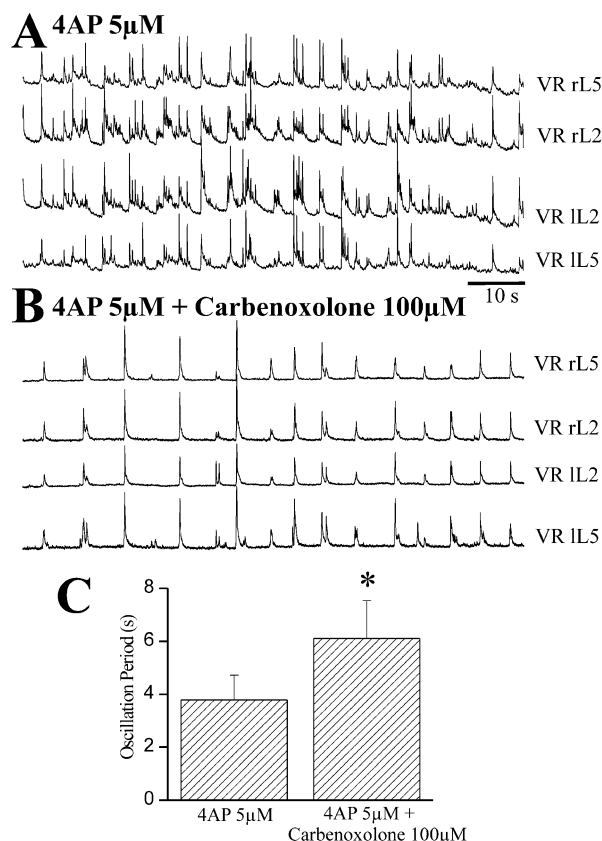 A 4AP 5µM
VR rL5
VR rL2
VR lL2
VR lL5
10 s
B 4AP 5µM + Carbenoxolone 100µM
VR rL5
VR rL2
VR lL2
VR lL5
C
Oscillation Period (s)
8
6
4
2
0
*
4AP 5µM
4AP 5µM +
Carbenoxolone 100µM